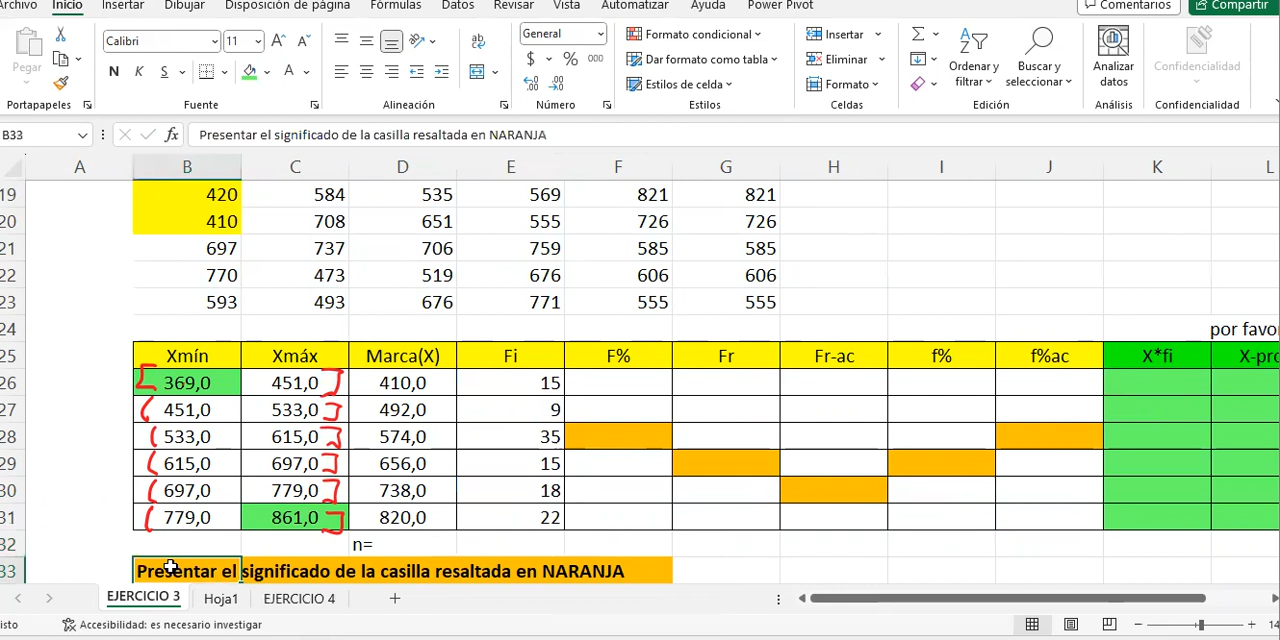 Archivo Inicio Insertar Dibujar Disposición de página Fórmulas Datos Revisar Vista Automatizar Ayuda Power Pivot Comentarios Compartir
Pegar
Calibri 11 General
N K S
$ % 000
Formato condicional
Dar formato como tabla
Estilos de celda
Insertar
Eliminar
Formato
Ordenar y filtrar
Buscar y seleccionar
Analizar datos
Confidencialidad
Portapapeles Fuente Alineación Número Estilos Celdas Edición Análisis Confidencialidad
B33 fx Presentar el significado de la casilla resaltada en NARANJA
A B C D E F G H I J K L
19 420 584 535 569 821 821
20 410 708 651 555 726 726
21 697 737 706 759 585 585
22 770 473 519 676 606 606
23 593 493 676 771 555 555
24 por favo
25 Xmín Xmáx Marca(X) Fi F% Fr Fr-ac f% f%ac X*fi X-pro
26 [ 369,0 451,0 ] 410,0 15
27 ( 451,0 533,0 ] 492,0 9
28 ( 533,0 615,0 ] 574,0 35
29 ( 615,0 697,0 ] 656,0 15
30 ( 697,0 779,0 ] 738,0 18
31 ( 779,0 861,0 ] 820,0 22
32 n=
33 Presentar el significado de la casilla resaltada en NARANJA
EJERCICIO 3 Hoja1 EJERCICIO 4 +
Listo Accesibilidad: es necesario investigar 14